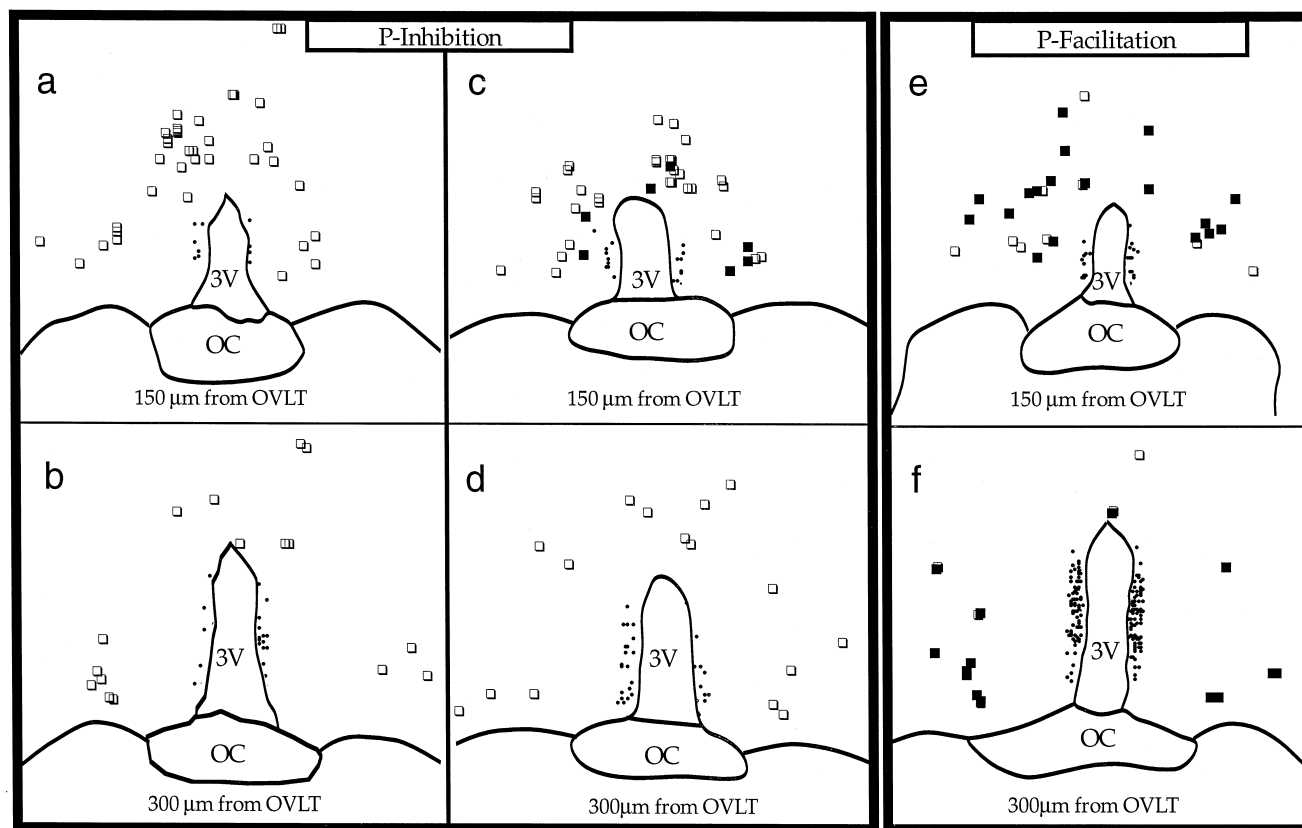 P-Inhibition
P-Facilitation
a
3V
OC
150 µm from OVLT
c
3V
OC
150 µm from OVLT
e
3V
OC
150 µm from OVLT
b
3V
OC
300 µm from OVLT
d
3V
OC
300µm from OVLT
f
3V
OC
300µm from OVLT